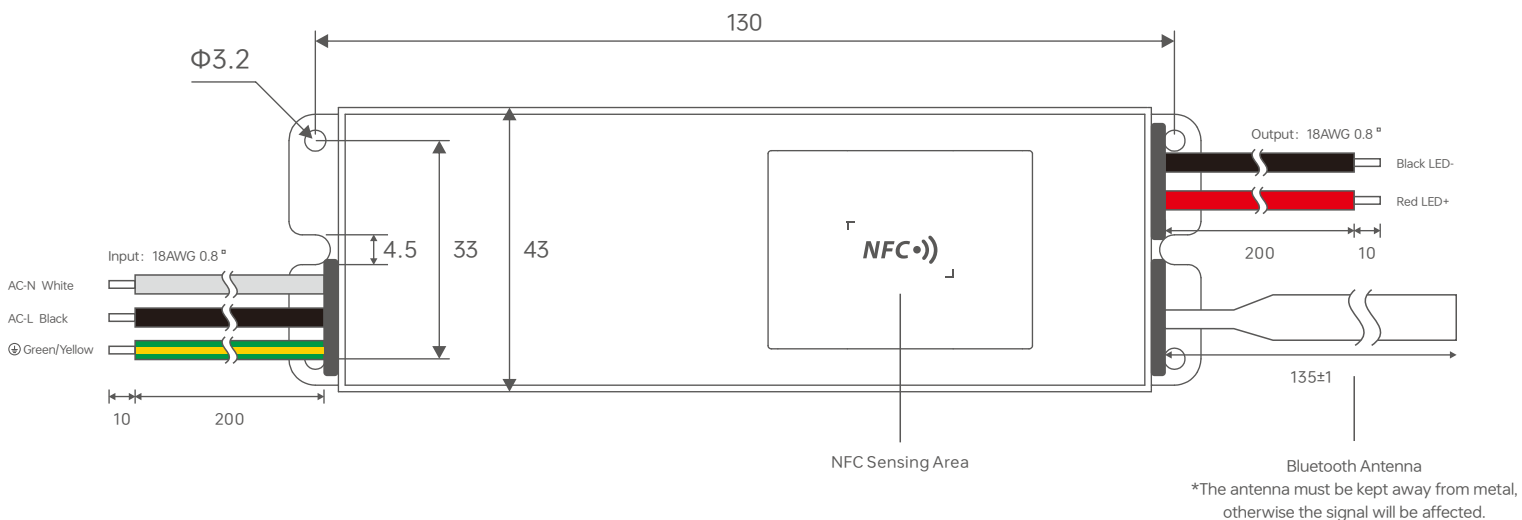 130
Φ3.2
Output: 18AWG 0.8▫
Black LED-
Red LED+
200
10
4.5
33
43
NFC
Input: 18AWG 0.8▫
AC-N White
AC-L Black
Green/Yellow
10
200
135±1
NFC Sensing Area
Bluetooth Antenna
*The antenna must be kept away from metal,
otherwise the signal will be affected.